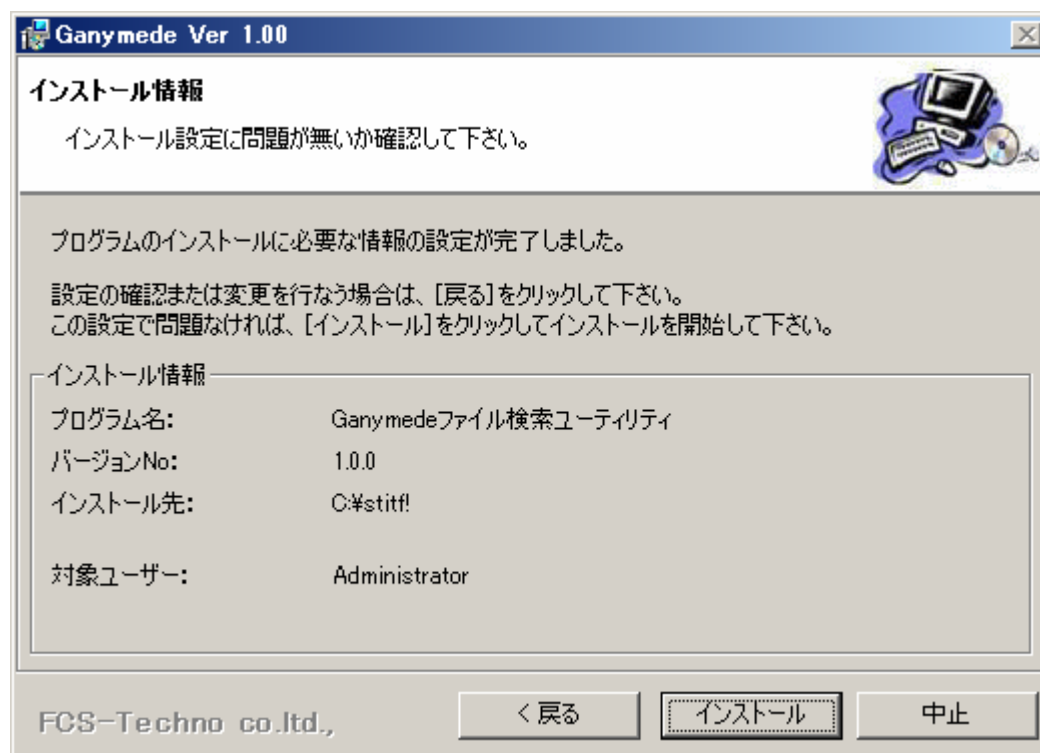 Ganymede Ver 1.00
インストール情報
インストール設定に問題が無いか確認して下さい。
プログラムのインストールに必要な情報の設定が完了しました。
設定の確認または変更を行なう場合は、[戻る]をクリックして下さい。
この設定で問題なければ、[インストール]をクリックしてインストールを開始して下さい。
インストール情報
プログラム名: Ganymedeファイル検索ユーティリティ
バージョンNo: 1.0.0
インストール先: C:¥stitf!
対象ユーザー: Administrator
FCS-Techno co.ltd.,
< 戻る インストール 中止